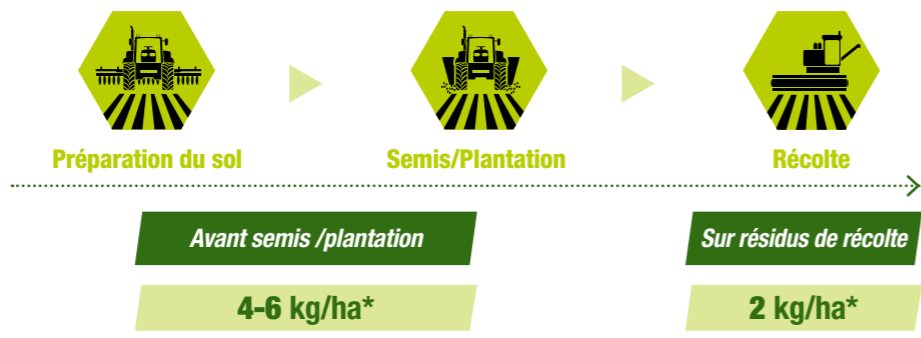 Préparation du sol
Semis/Plantation
Récolte
Avant semis /plantation
Sur résidus de récolte
4-6 kg/ha*
2 kg/ha*